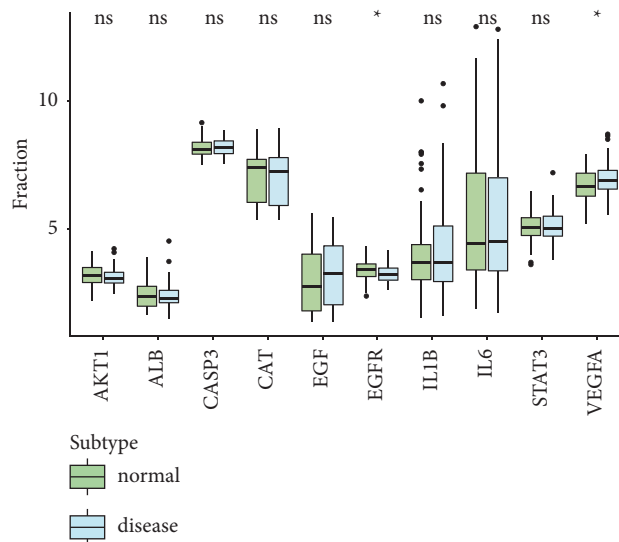 ns ns ns ns ns * ns ns ns *
Fraction
10
5
AKT1
ALB
CASP3
CAT
EGF
EGFR
IL1B
IL6
STAT3
VEGFA
Subtype
normal
disease